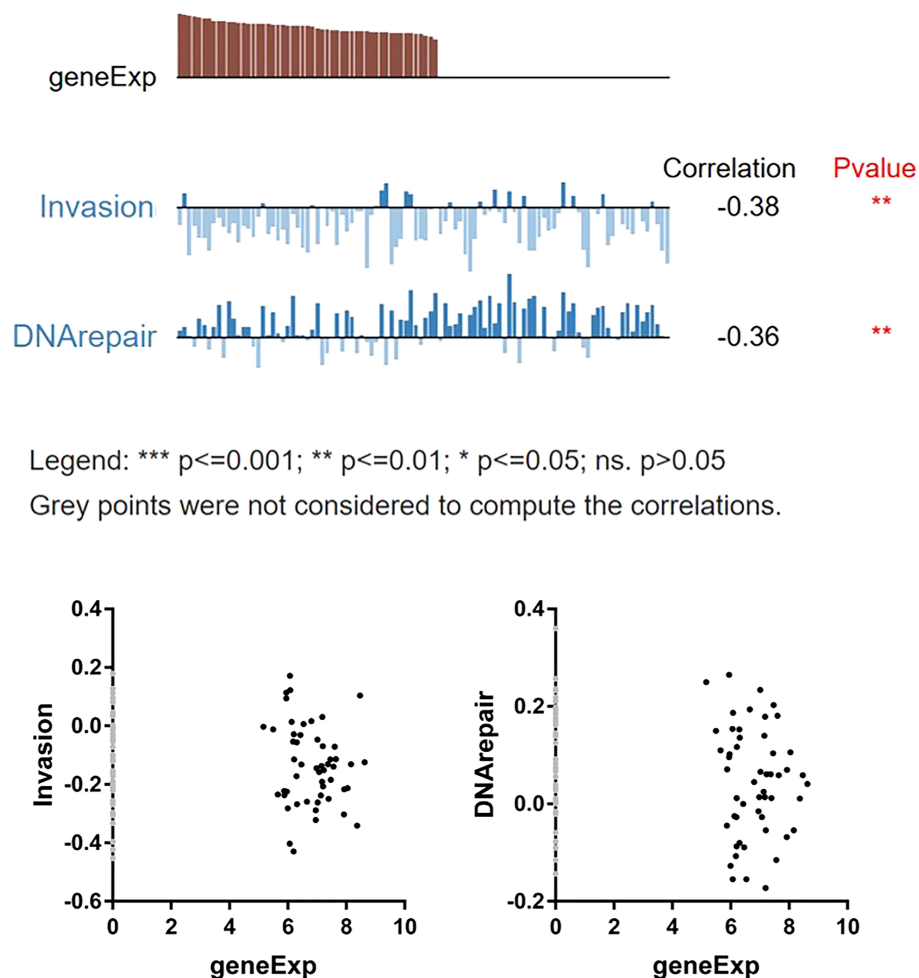 geneExp
Correlation Pvalue
Invasion -0.38 **
DNArepair -0.36 **
Legend: *** p<=0.001; ** p<=0.01; * p<=0.05; ns. p>0.05
Grey points were not considered to compute the correlations.
0.4
0.2
0.0
-0.2
-0.4
-0.6
Invasion
0 2 4 6 8 10
geneExp
0.4
0.2
0.0
-0.2
DNArepair
0 2 4 6 8 10
geneExp